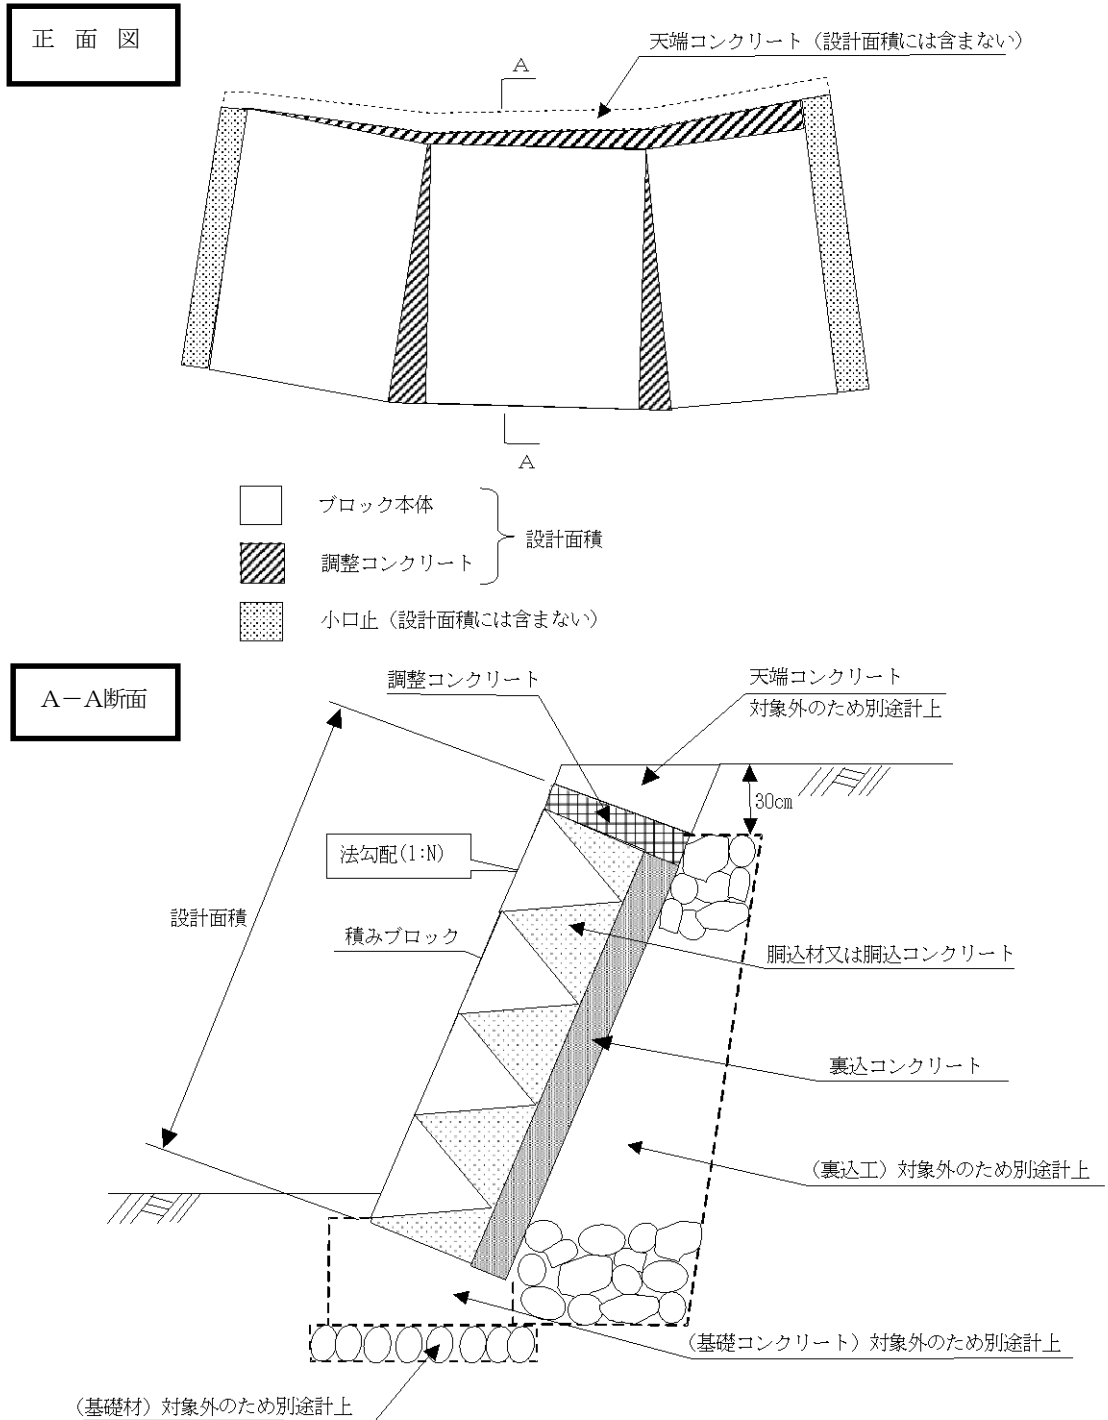 正　面　図
天端コンクリート（設計面積には含まない）
A
A
ブロック本体
調整コンクリート
設計面積
小口止（設計面積には含まない）
A－A断面
調整コンクリート
天端コンクリート
対象外のため別途計上
30cm
法勾配(1:N)
設計面積
積みブロック
胴込材又は胴込コンクリート
裏込コンクリート
（裏込工）対象外のため別途計上
（基礎コンクリート）対象外のため別途計上
（基礎材）対象外のため別途計上